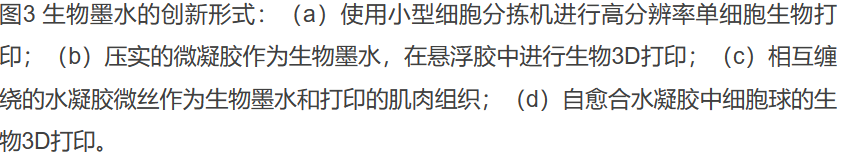 图3 生物墨水的创新形式：（a）使用小型细胞分拣机进行高分辨率单细胞生物打
印；（b）压实的微凝胶作为生物墨水，在悬浮胶中进行生物3D打印；（c）相互缠
绕的水凝胶微丝作为生物墨水和打印的肌肉组织；（d）自愈合水凝胶中细胞球的生
物3D打印。